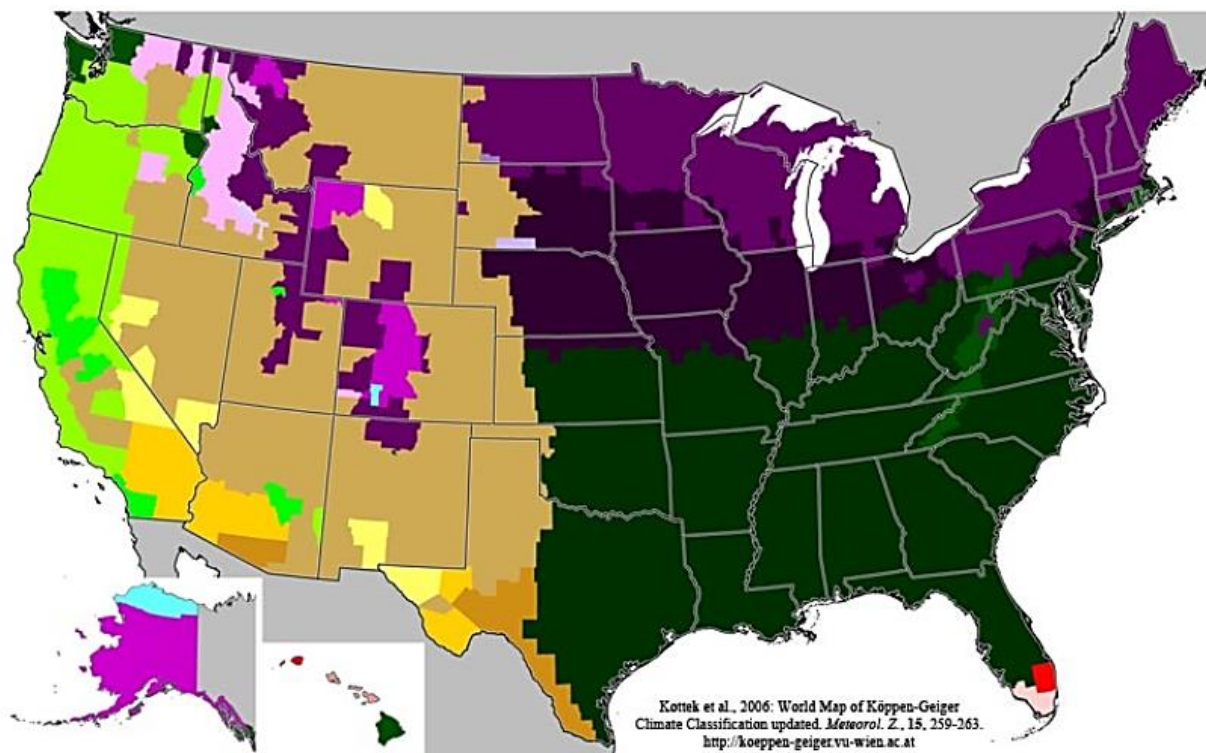 Kottek et al., 2006: World Map of Köppen-Geiger
Climate Classification updated. Meteorol. Z., 15, 259-263.
http://koeppen-geiger.vu-wien.ac.at